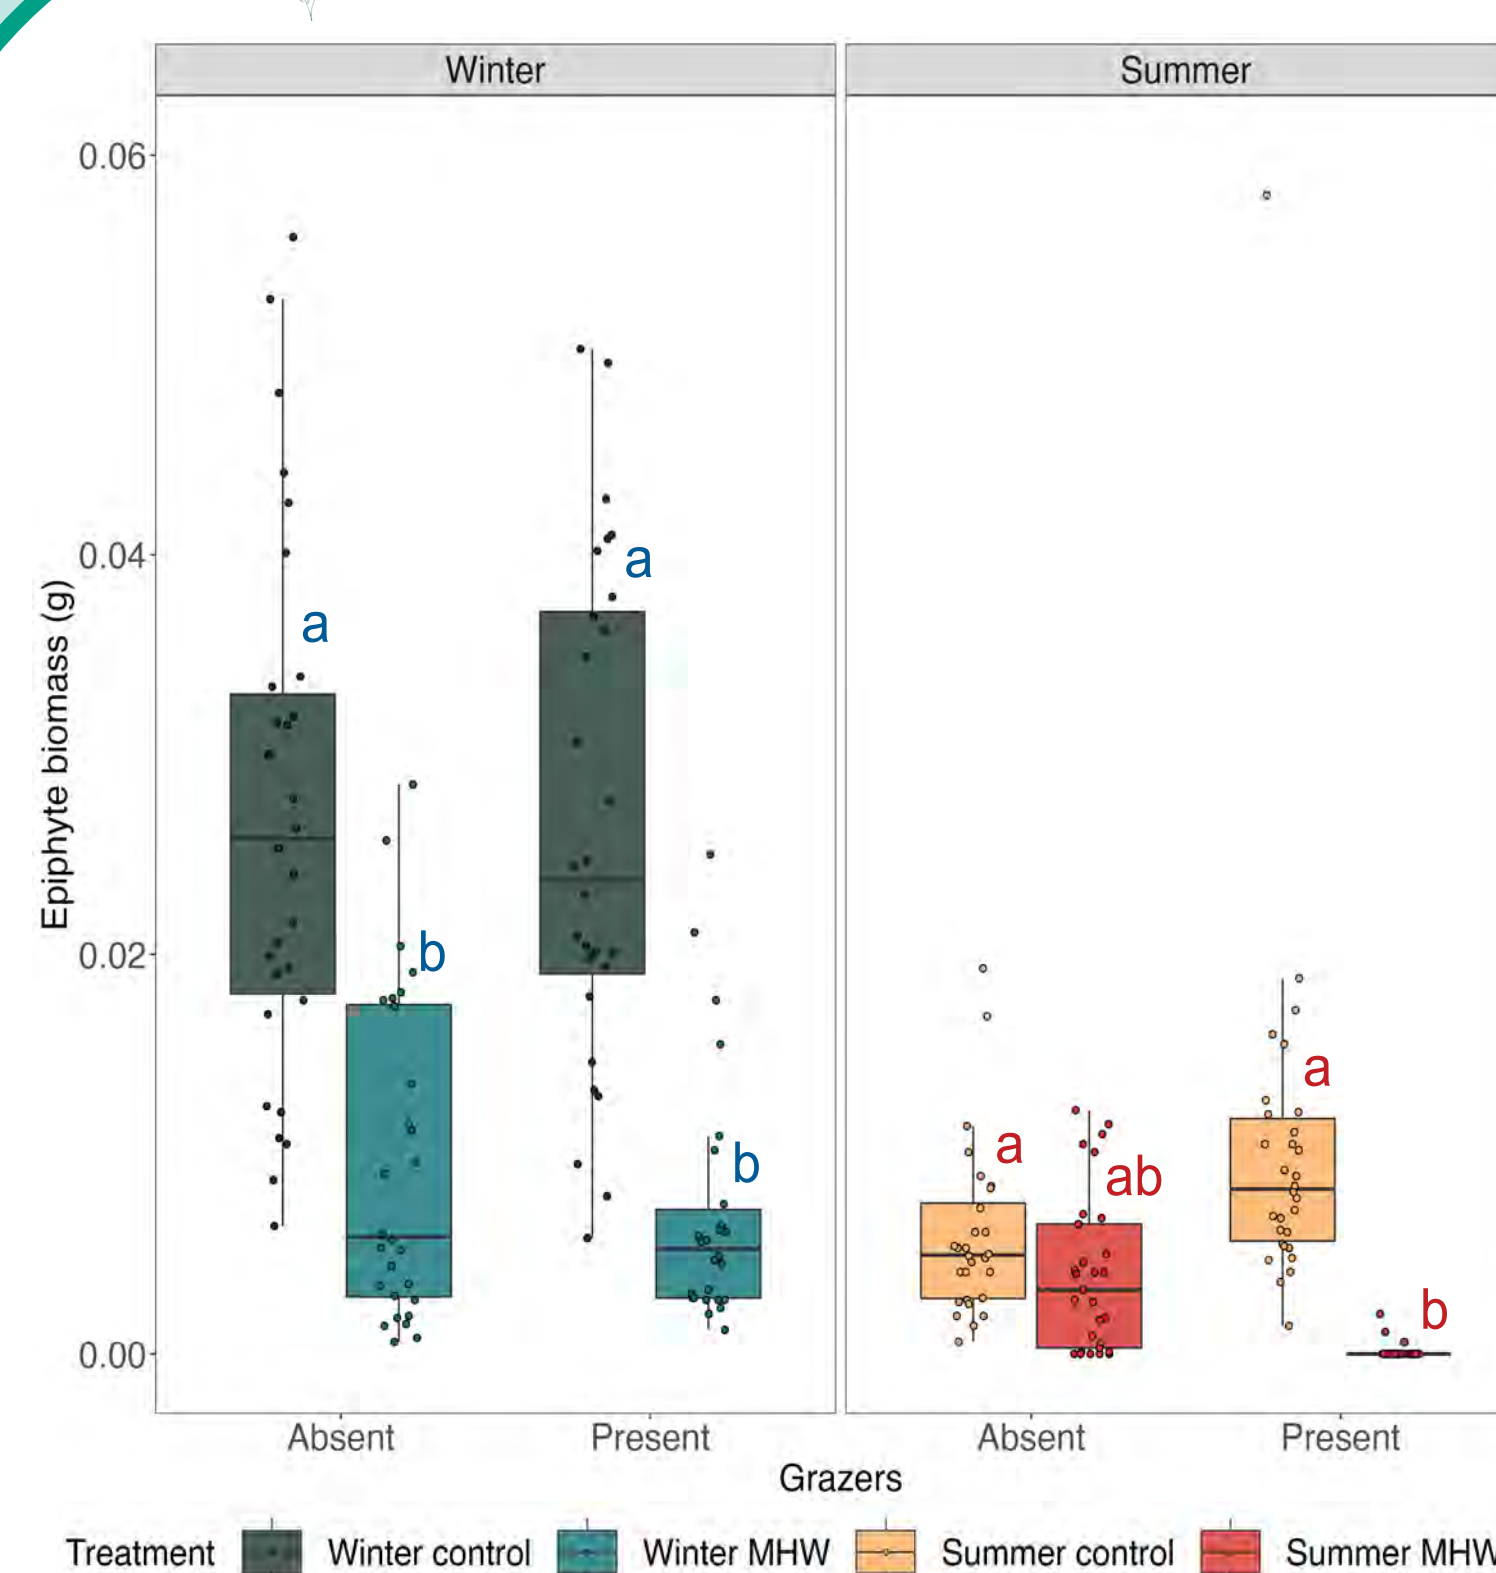 Winter Summer
0.06
0.04
0.02
0.00
Epiphyte biomass (g)
a
a
b
b
a
ab
a
b
Absent Present Absent Present
Grazers
Treatment Winter control Winter MHW Summer control Summer MHW